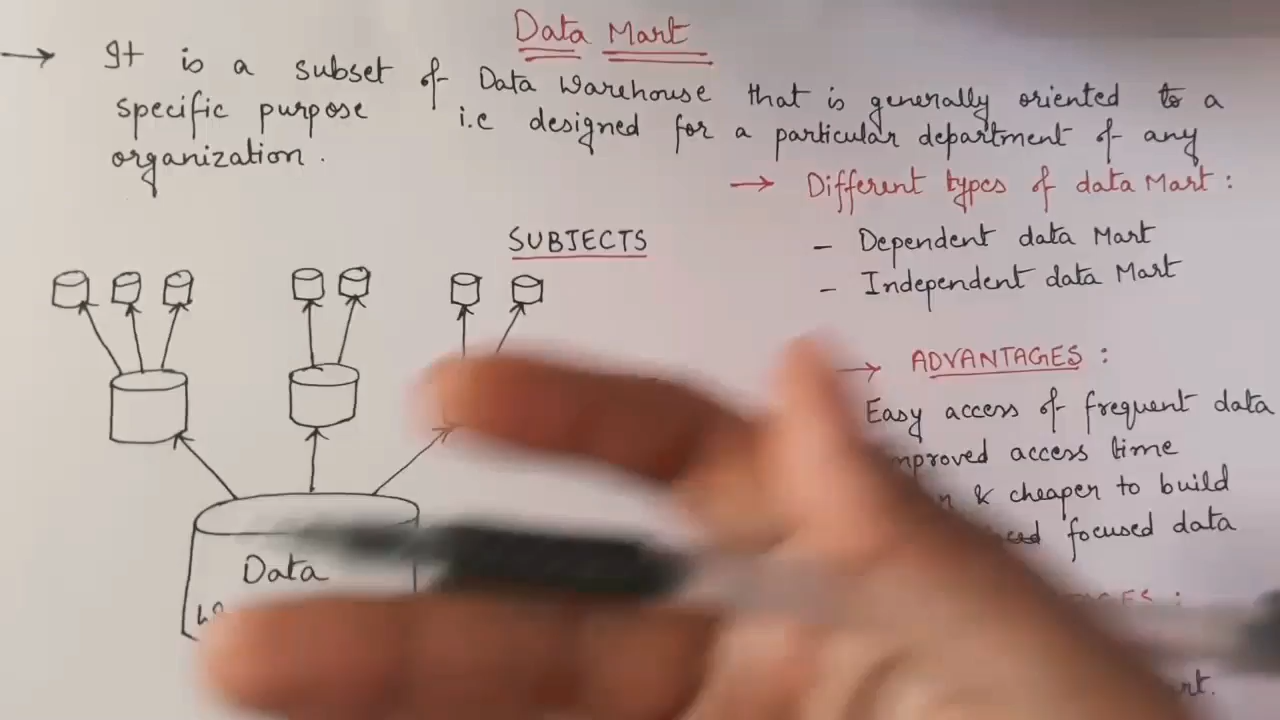 Data Mart
→ It is a subset of Data Warehouse that is generally oriented to a
specific purpose i.e designed for a particular department of any
organization.
→ Different types of data Mart :
- Dependent data Mart
- Independent data Mart
SUBJECTS
→ ADVANTAGES :
Easy access of frequent data
access time
& cheaper to build
focused data
Data